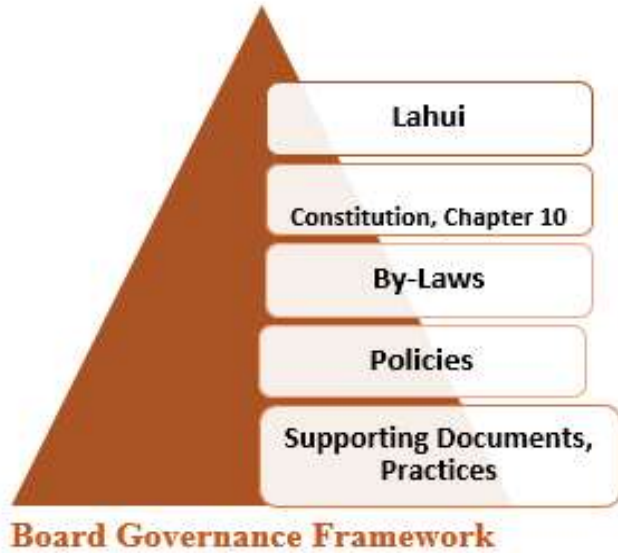 Lahui
Constitution, Chapter 10
By-Laws
Policies
Supporting Documents,
Practices
Board Governance Framework